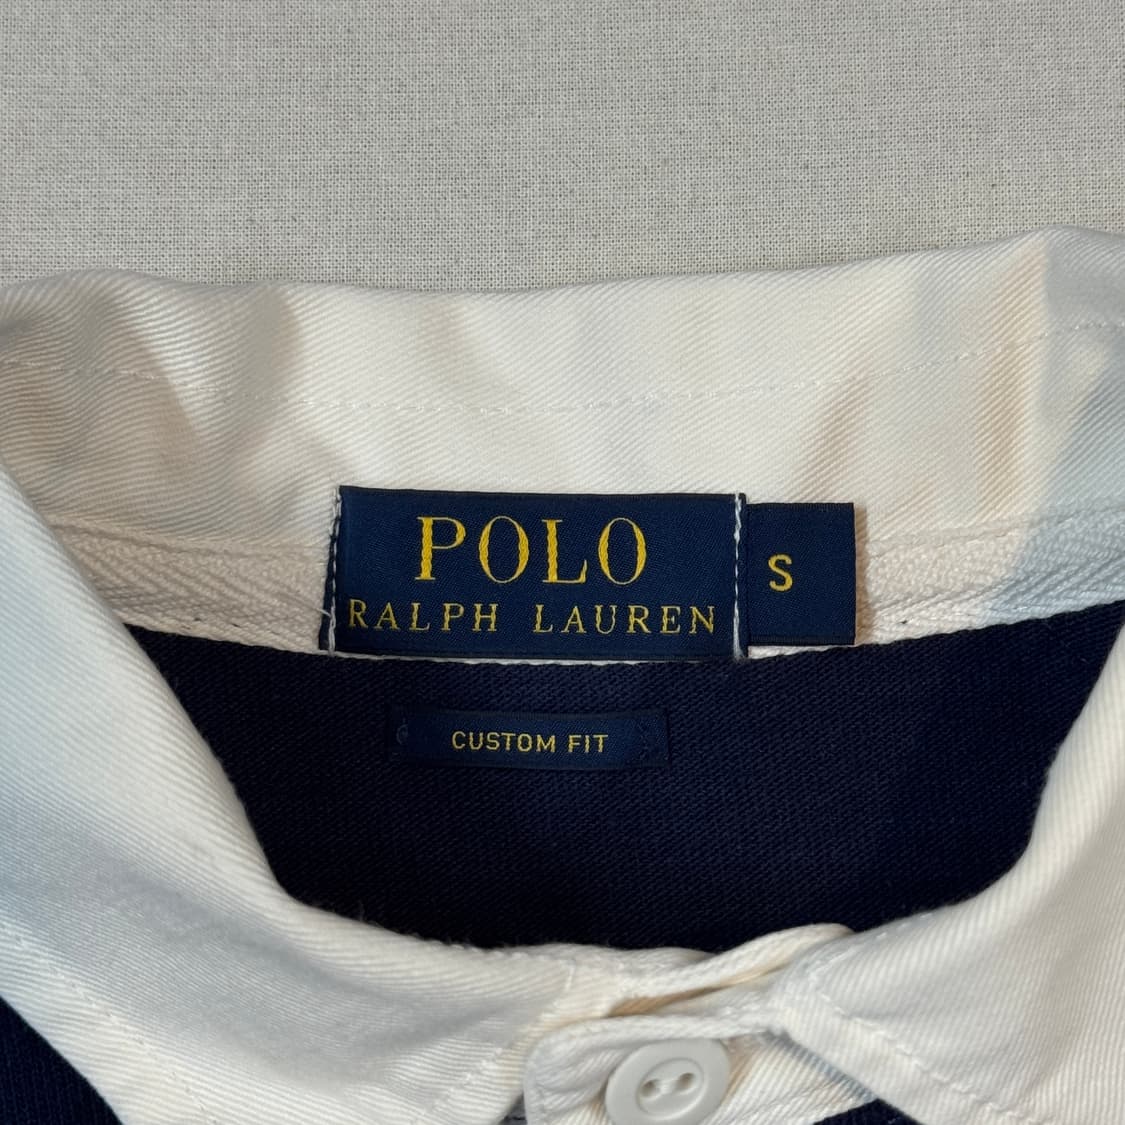 POLO
RALPH LAUREN
S
CUSTOM FIT